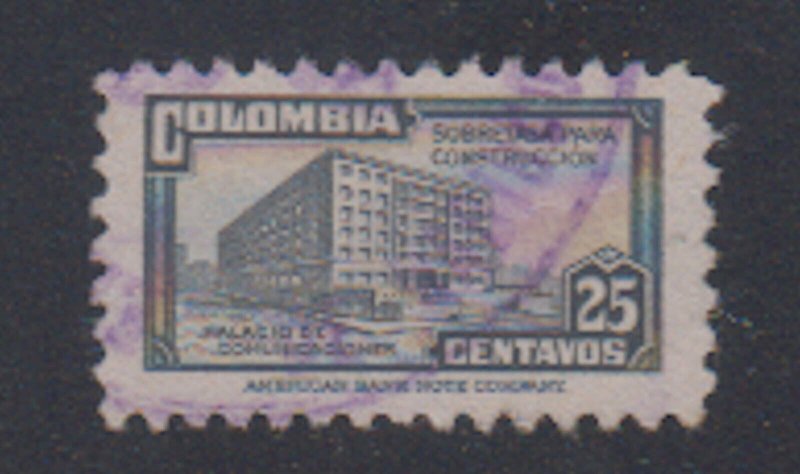 COLOMBIA
SOBRETASA PARA
CONSTRUCCION
PALACIO DE
COMUNICACIONES
25
CENTAVOS
AMERICAN BANK NOTE COMPANY